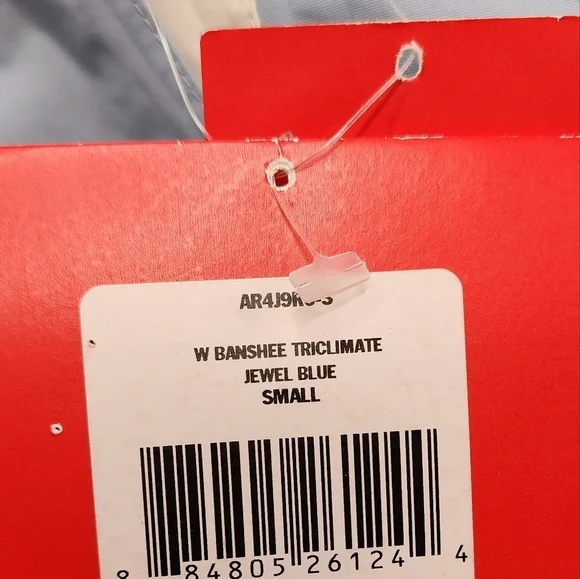 W BANSHEE TRICLIMATE
JEWEL BLUE
SMALL
8 84805 26124 4